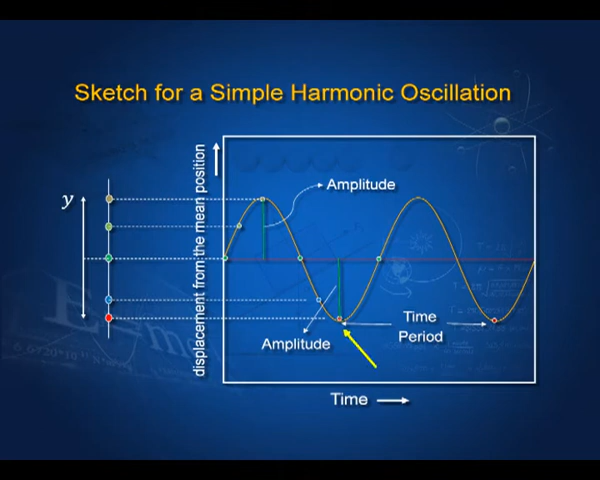 Sketch for a Simple Harmonic Oscillation
displacement from the mean position
y
Amplitude
Amplitude
Time
Period
Time